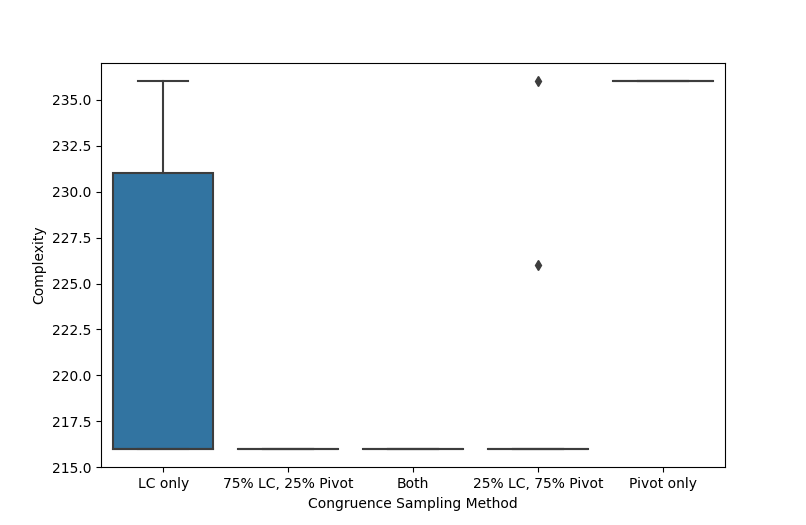 Complexity
235.0
232.5
230.0
227.5
225.0
222.5
220.0
217.5
215.0
LC only
75% LC, 25% Pivot
Both
25% LC, 75% Pivot
Pivot only
Congruence Sampling Method